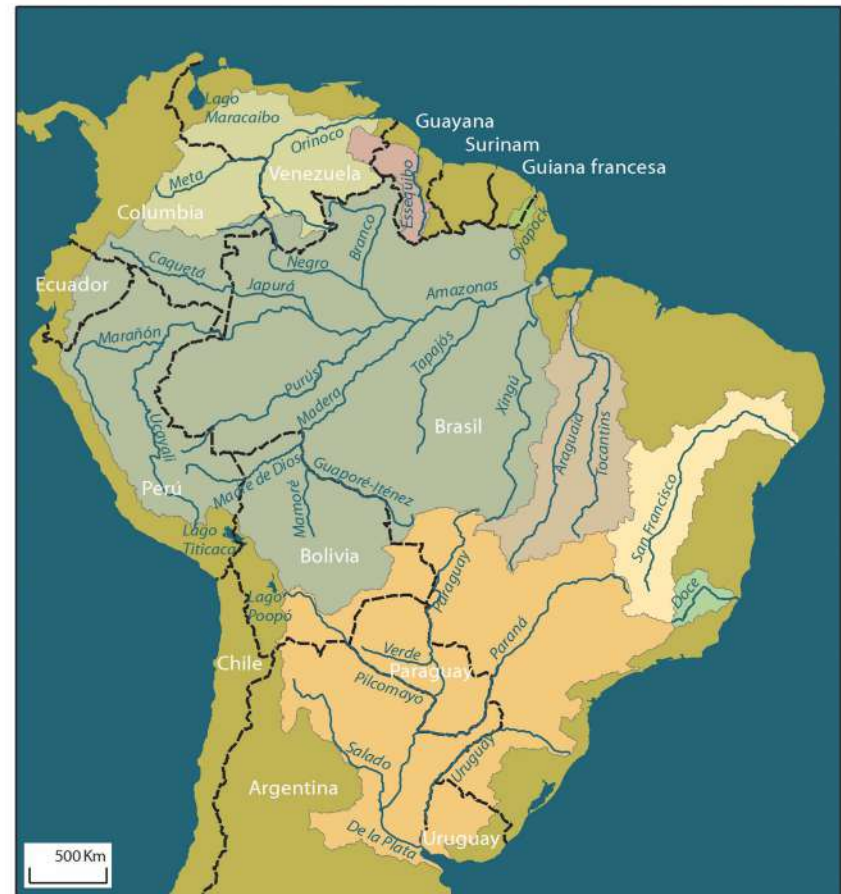 Lago
Maracaibo
Guayana
Surinam
Guiana francesa
Orinoco
Venezuela
Meta
Columbia
Essequibo
Oyapock
Branco
Negro
Caquetá
Japurá
Ecuador
Amazonas
Marañón
Tapajós
Xingú
Purús
Madera
Ucayali
Brasil
Araguaia
Tocantins
San Francisco
Perú
Madre de Dios
Mamoré
Guaporé-Iténez
Lago
Titicaca
Bolivia
Lago
Poopó
Paraguay
Doce
Paraná
Chile
Verde
Paraguay
Pilcomayo
Salado
Uruguay
Argentina
De la Plata
Uruguay
500 Km